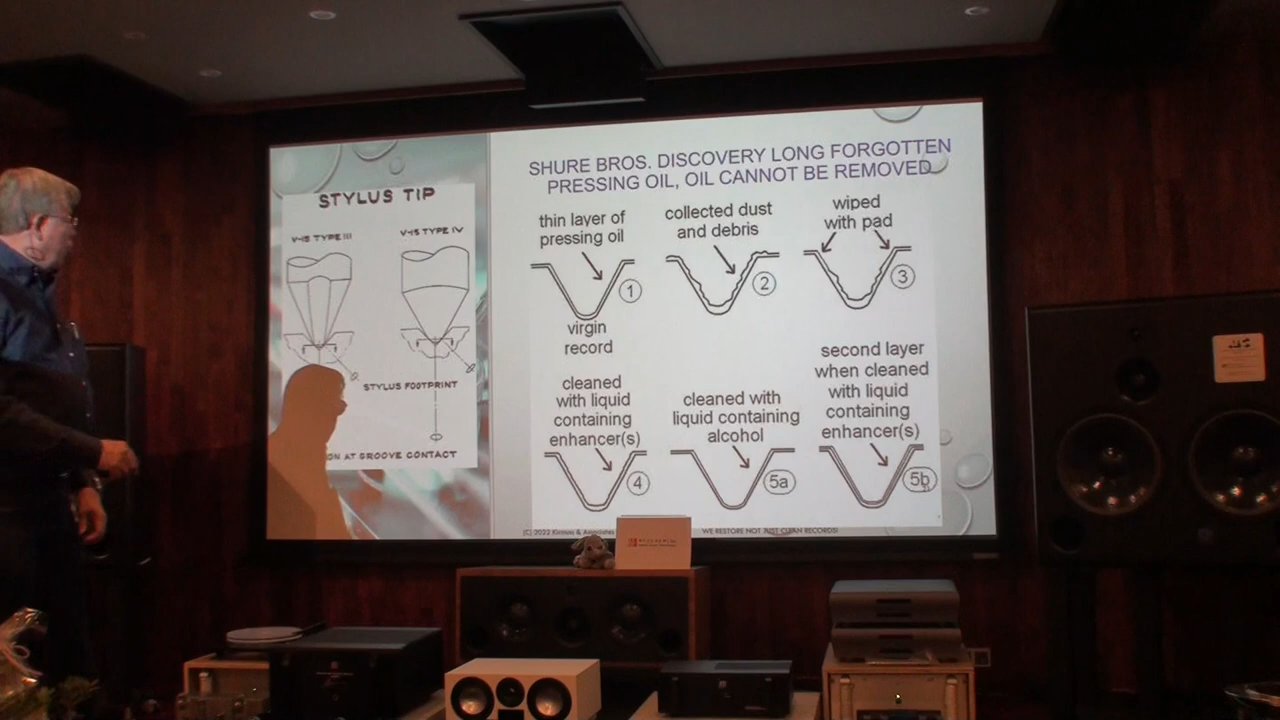 STYLUS TIP
V-15 TYPE III
V-15 TYPE IV
STYLUS FOOTPRINT
ON AT GROOVE CONTACT
SHURE BROS. DISCOVERY LONG FORGOTTEN
PRESSING OIL, OIL CANNOT BE REMOVED
thin layer of
pressing oil
1
virgin
record
collected dust
and debris
2
wiped
with pad
3
cleaned
with liquid
containing
enhancer(s)
4
cleaned with
liquid containing
alcohol
5a
second layer
when cleaned
with liquid
containing
enhancer(s)
5b
(C) 2022 Kirmuss & Associates
WE RESTORE NOT JUST CLEAN RECORDS!